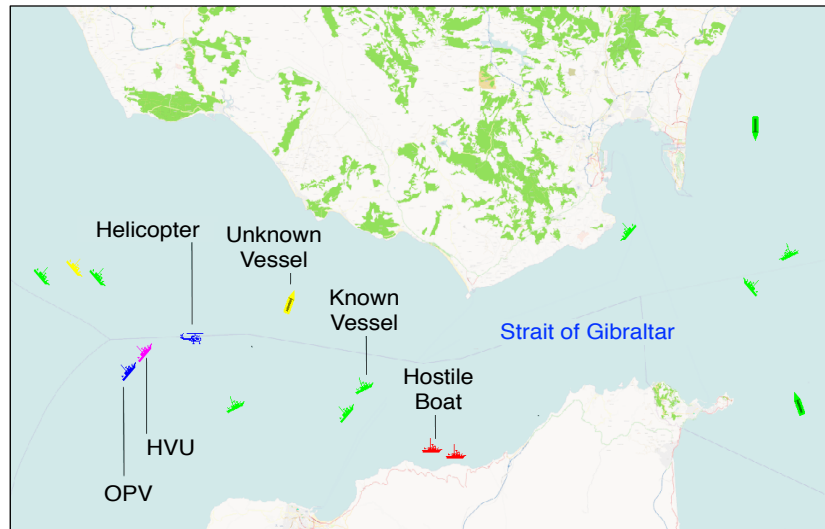 Helicopter
Unknown
Vessel
Known
Vessel
Strait of Gibraltar
Hostile
Boat
HVU
OPV